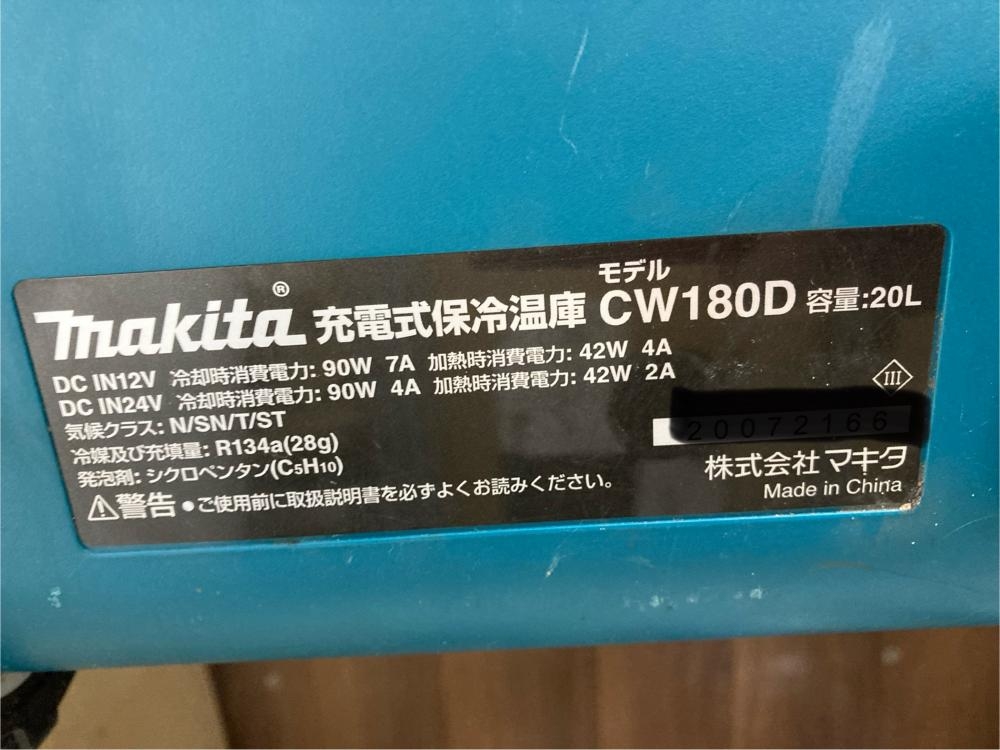 makita® 充電式保冷温庫 モデル CW180D 容量:20L
DC IN12V 冷却時消費電力: 90W 7A 加熱時消費電力: 42W 4A
DC IN24V 冷却時消費電力: 90W 4A 加熱時消費電力: 42W 2A
気候クラス: N/SN/T/ST
III
冷媒及び充填量: R134a(28g)
20072166
発泡剤: シクロペンタン(C₅H₁₀)
株式会社 マキタ
⚠警告 ●ご使用前に取扱説明書を必ずよくお読みください。
Made in China